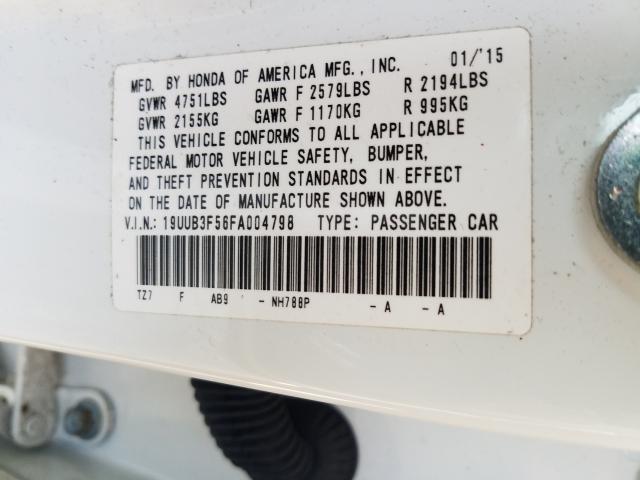 MFD. BY HONDA OF AMERICA MFG., INC. 01/'15
GVWR 4751LBS GAWR F 2579LBS R 2194LBS
GVWR 2155KG GAWR F 1170KG R 995KG
THIS VEHICLE CONFORMS TO ALL APPLICABLE
FEDERAL MOTOR VEHICLE SAFETY, BUMPER,
AND THEFT PREVENTION STANDARDS IN EFFECT
ON THE DATE OF MANUFACTURE SHOWN ABOVE.
V.I.N.: 19UUB3F56FA004798 TYPE: PASSENGER CAR
TZ7 F AB9 - NH788P - A - A